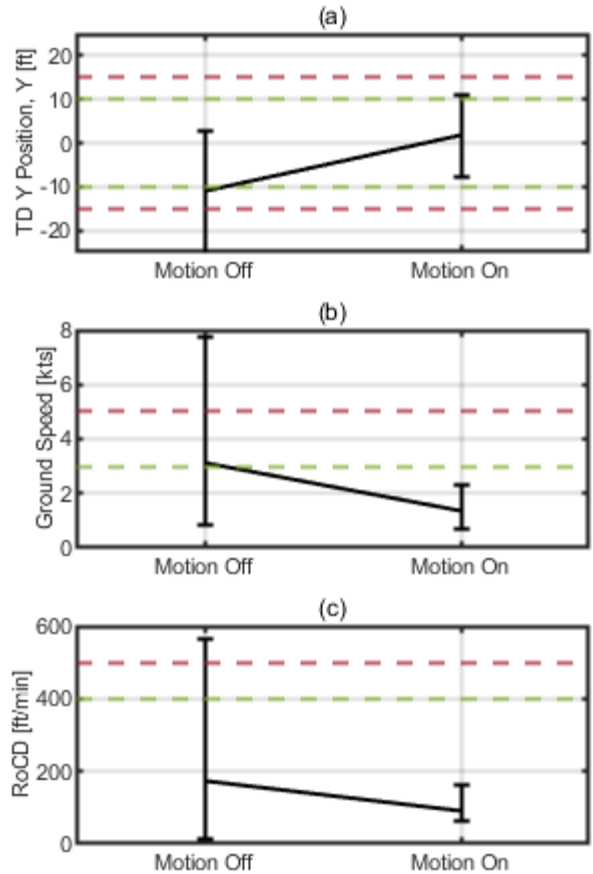 (a)
TD Y Position, Y [ft]
20
10
0
-10
-20
Motion Off Motion On
(b)
Ground Speed [kts]
8
6
4
2
0
Motion Off Motion On
(c)
RoCD [ft/min]
600
400
200
0
Motion Off Motion On